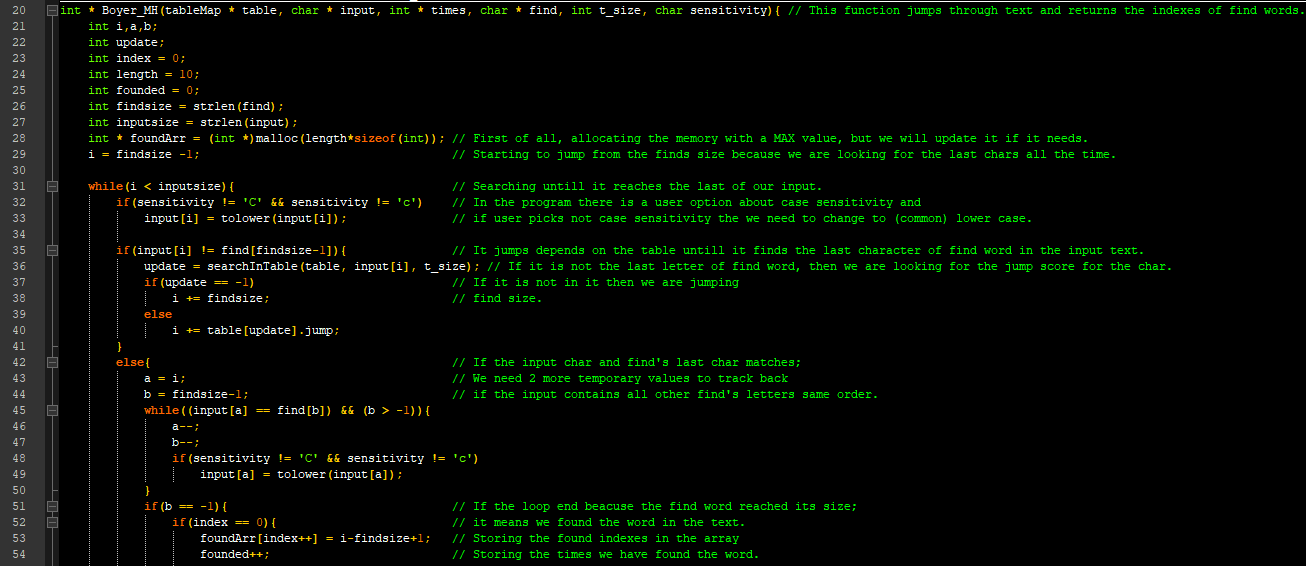 20 int * Boyer_MH(tableMap * table, char * input, int * times, char * find, int t_size, char sensitivity){ // This function jumps through text and returns the indexes of find words.
21 int i,a,b;
22 int update;
23 int index = 0;
24 int length = 10;
25 int founded = 0;
26 int findsize = strlen(find);
27 int inputsize = strlen(input);
28 int * foundArr = (int *)malloc(length*sizeof(int)); // First of all, allocating the memory with a MAX value, but we will update it if it needs.
29 i = findsize -1; // Starting to jump from the finds size because we are looking for the last chars all the time.
30
31 while(i < inputsize){ // Searching untill it reaches the last of our input.
32 if(sensitivity != 'C' && sensitivity != 'c') // In the program there is a user option about case sensitivity and
33 input[i] = tolower(input[i]); // if user picks not case sensitivity the we need to change to (common) lower case.
34
35 if(input[i] != find[findsize-1]){ // It jumps depends on the table untill it finds the last character of find word in the input text.
36 update = searchInTable(table, input[i], t_size); // If it is not the last letter of find word, then we are looking for the jump score for the char.
37 if(update == -1) // If it is not in it then we are jumping
38 i += findsize; // find size.
39 else
40 i += table[update].jump;
41 }
42 else{ // If the input char and find's last char matches;
43 a = i; // We need 2 more temporary values to track back
44 b = findsize-1; // if the input contains all other find's letters same order.
45 while((input[a] == find[b]) && (b > -1)){
46 a--;
47 b--;
48 if(sensitivity != 'C' && sensitivity != 'c')
49 input[a] = tolower(input[a]);
50 }
51 if(b == -1){ // If the loop end beacuse the find word reached its size;
52 if(index == 0){ // it means we found the word in the text.
53 foundArr[index++] = i-findsize+1; // Storing the found indexes in the array
54 founded++; // Storing the times we have found the word.